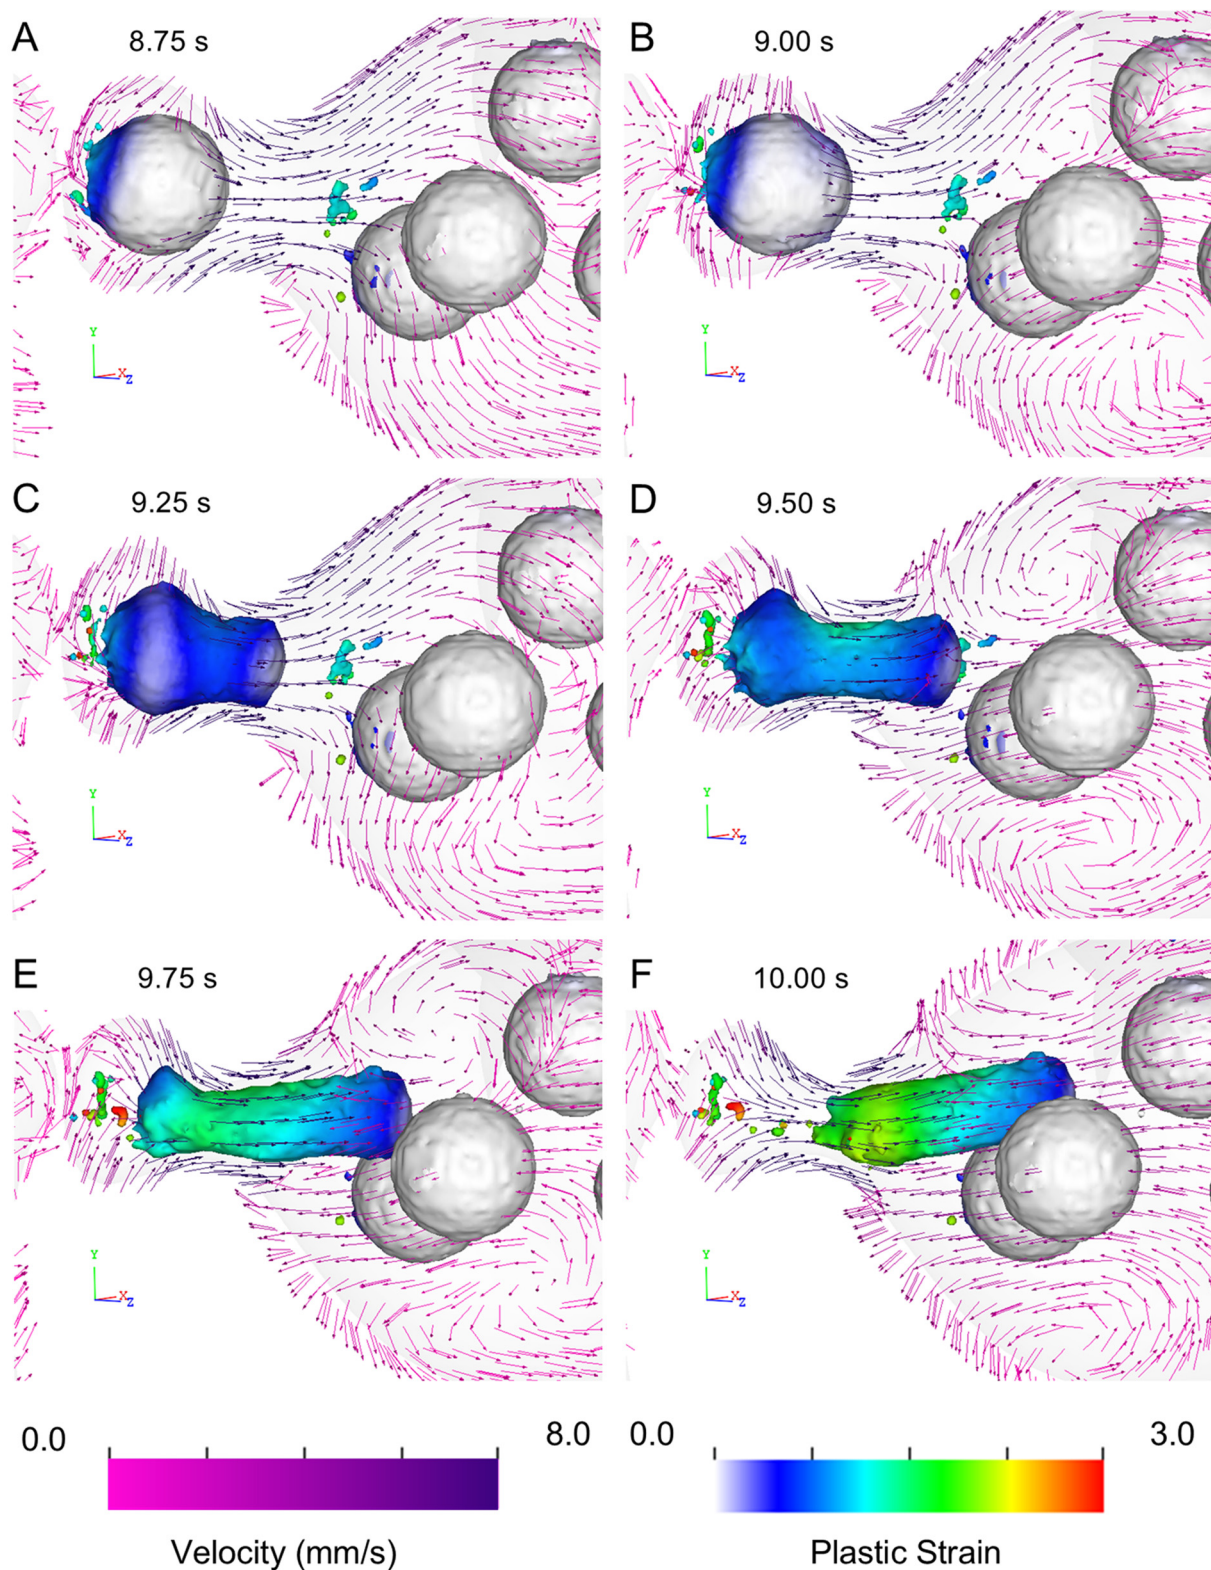 A 8.75 s
B 9.00 s
Y
X
Z
Y
X
Z
C 9.25 s
D 9.50 s
Y
X
Z
Y
X
Z
E 9.75 s
F 10.00 s
Y
X
Z
Y
X
Z
0.0 8.0
0.0 3.0
Velocity (mm/s)
Plastic Strain